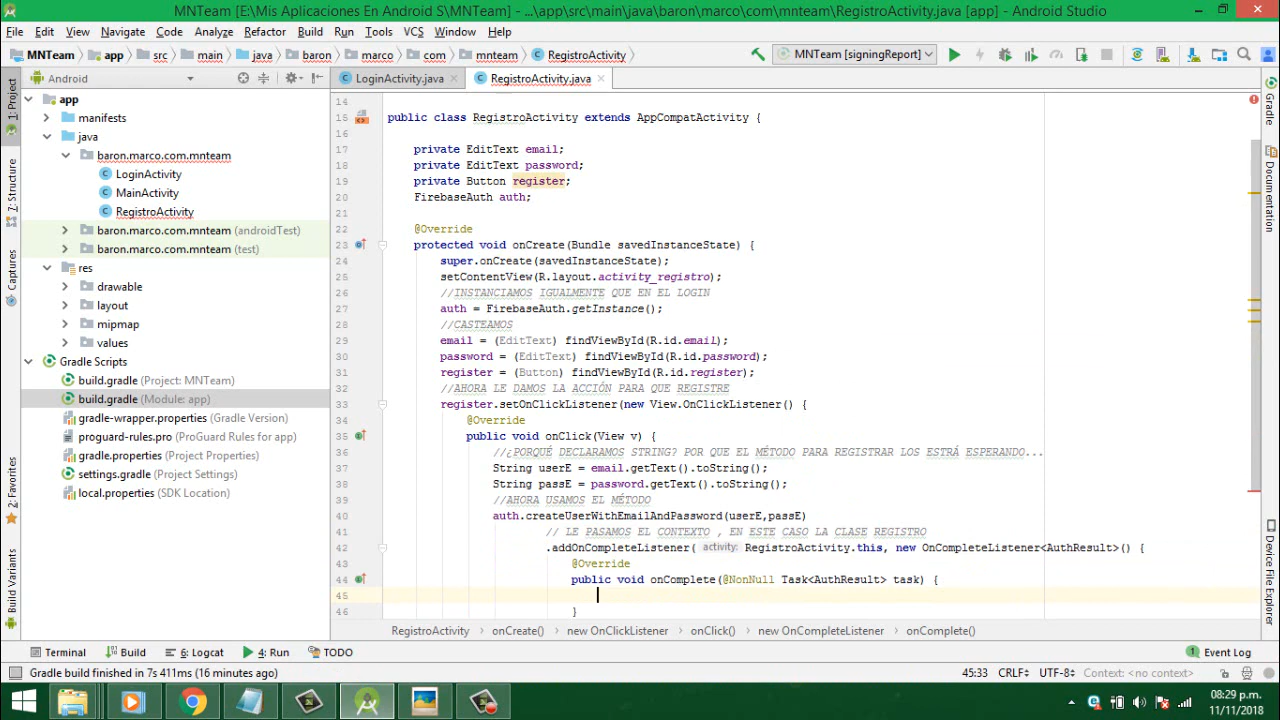 MNTeam [E:\Mis Aplicaciones En Android S\MNTeam] - ...\app\src\main\java\baron\marco\com\mnteam\RegistroActivity.java [app] - Android Studio
File Edit View Navigate Code Analyze Refactor Build Run Tools VCS Window Help
MNTeam app src main java baron marco com mnteam RegistroActivity MNTeam [signingReport]
Android LoginActivity.java RegistroActivity.java
1: Project
7: Structure
Captures
2: Favorites
Build Variants
app
manifests
java
baron.marco.com.mnteam
LoginActivity
MainActivity
RegistroActivity
baron.marco.com.mnteam (androidTest)
baron.marco.com.mnteam (test)
res
drawable
layout
mipmap
values
Gradle Scripts
build.gradle (Project: MNTeam)
build.gradle (Module: app)
gradle-wrapper.properties (Gradle Version)
proguard-rules.pro (ProGuard Rules for app)
gradle.properties (Project Properties)
settings.gradle (Project Settings)
local.properties (SDK Location)
14
15 public class RegistroActivity extends AppCompatActivity {
16
17 private EditText email;
18 private EditText password;
19 private Button register;
20 FirebaseAuth auth;
21
22 @Override
23 protected void onCreate(Bundle savedInstanceState) {
24 super.onCreate(savedInstanceState);
25 setContentView(R.layout.activity_registro);
26 //INSTANCIAMOS IGUALMENTE QUE EN EL LOGIN
27 auth = FirebaseAuth.getInstance();
28 //CASTEAMOS
29 email = (EditText) findViewById(R.id.email);
30 password = (EditText) findViewById(R.id.password);
31 register = (Button) findViewById(R.id.register);
32 //AHORA LE DAMOS LA ACCIÓN PARA QUE REGISTRE
33 register.setOnClickListener(new View.OnClickListener() {
34 @Override
35 public void onClick(View v) {
36 //¿PORQUÉ DECLARAMOS STRING? POR QUE EL MÉTODO PARA REGISTRAR LOS ESTRÁ ESPERANDO...
37 String userE = email.getText().toString();
38 String passE = password.getText().toString();
39 //AHORA USAMOS EL MÉTODO
40 auth.createUserWithEmailAndPassword(userE,passE)
41 // LE PASAMOS EL CONTEXTO , EN ESTE CASO LA CLASE REGISTRO
42 .addOnCompleteListener( activity: RegistroActivity.this, new OnCompleteListener<AuthResult>() {
43 @Override
44 public void onComplete(@NonNull Task<AuthResult> task) {
45
46 }
RegistroActivity onCreate() new OnClickListener onClick() new OnCompleteListener onComplete()
Gradle
Documentation
Device File Explorer
Terminal Build 6: Logcat 4: Run TODO 1 Event Log
Gradle build finished in 7s 411ms (16 minutes ago) 45:33 CRLF÷ UTF-8÷ Context: <no context>
08:29 p.m.
11/11/2018